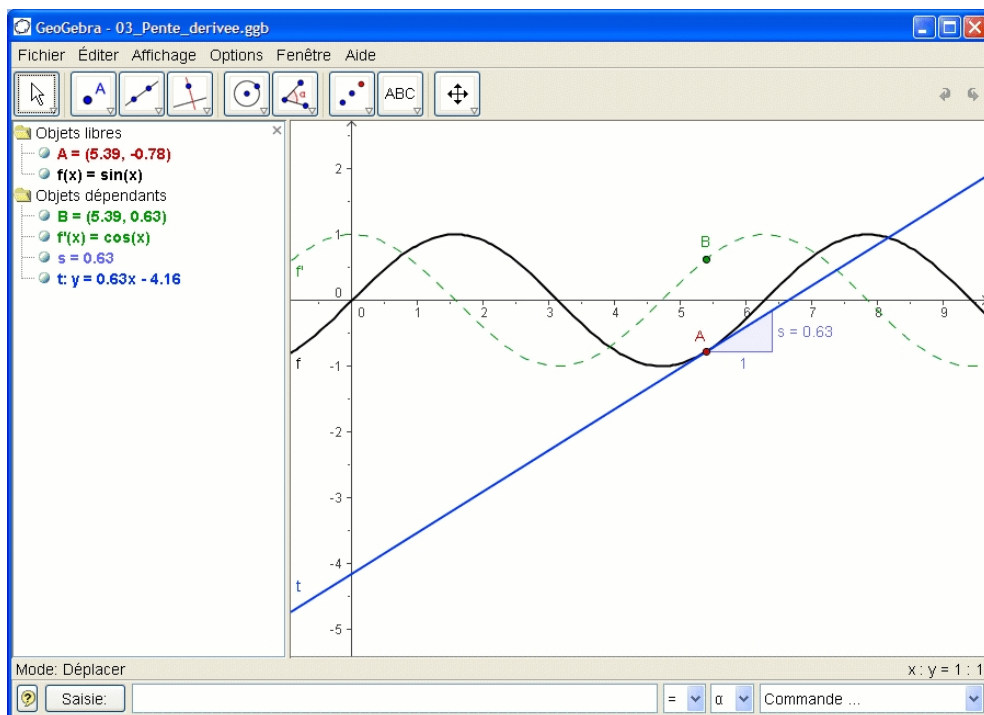 GeoGebra - 03_Pente_derivee.ggb
Fichier Éditer Affichage Options Fenêtre Aide
A α ABC
Objets libres
A = (5.39, -0.78)
f(x) = sin(x)
Objets dépendants
B = (5.39, 0.63)
f'(x) = cos(x)
s = 0.63
t: y = 0.63x - 4.16
2
1
B
f'
0
0 1 2 3 4 5 6 7 8 9
A
s = 0.63
f
-1
1
-2
-3
-4
t
-5
Mode: Déplacer
x : y = 1 : 1
Saisie:
= α Commande ...